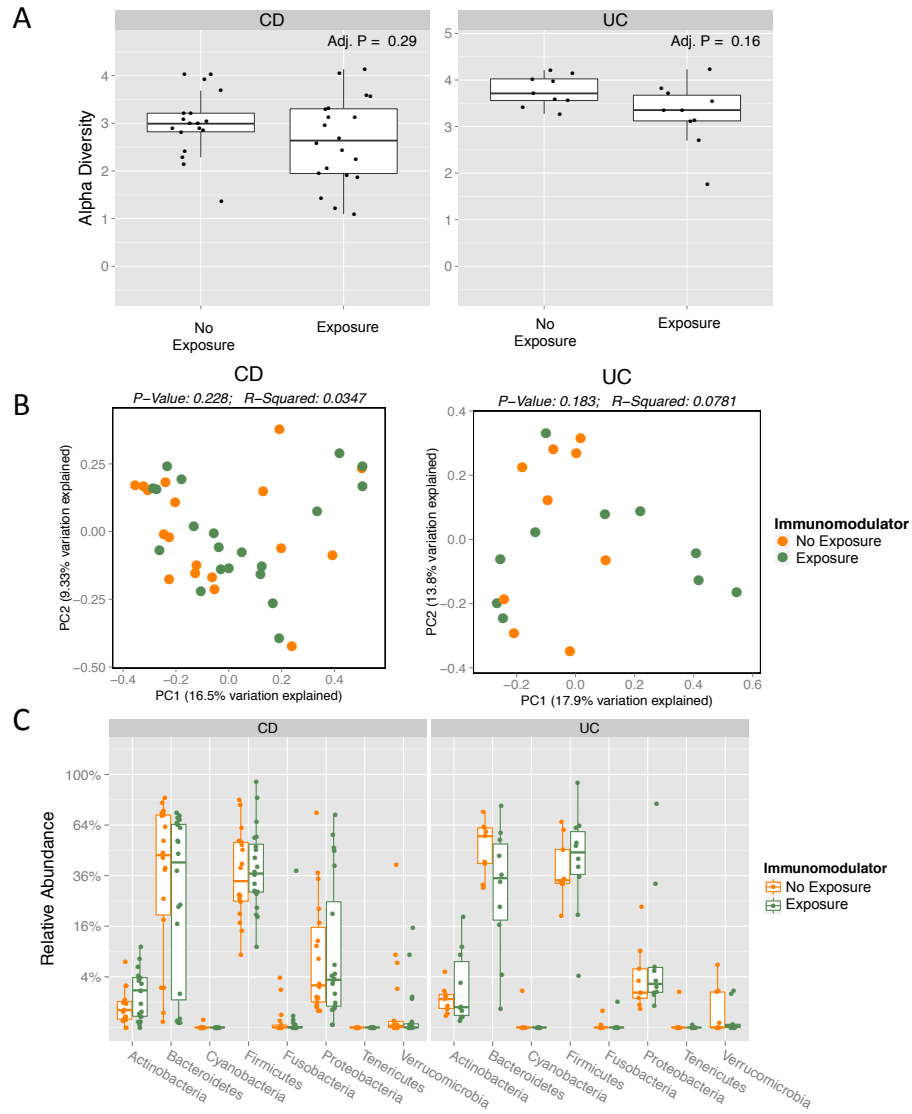 A
CD
UC
Adj. P = 0.29
Adj. P = 0.16
Alpha Diversity
4
3
2
1
0
5
4
3
2
1
0
No
Exposure
Exposure
No
Exposure
Exposure
B
CD
UC
P-Value: 0.228; R-Squared: 0.0347
P-Value: 0.183; R-Squared: 0.0781
PC2 (9.33% variation explained)
0.25
0.00
−0.25
−0.50
−0.4
−0.2
0.0
0.2
0.4
PC1 (16.5% variation explained)
PC2 (13.8% variation explained)
0.4
0.2
0.0
−0.2
−0.4
−0.2
0.0
0.2
0.4
0.6
PC1 (17.9% variation explained)
Immunomodulator
No Exposure
Exposure
C
CD
UC
Relative Abundance
100%
64%
36%
16%
4%
Actinobacteria
Bacteroidetes
Cyanobacteria
Firmicutes
Fusobacteria
Proteobacteria
Tenericutes
Verrucomicrobia
Actinobacteria
Bacteroidetes
Cyanobacteria
Firmicutes
Fusobacteria
Proteobacteria
Tenericutes
Verrucomicrobia
Immunomodulator
No Exposure
Exposure